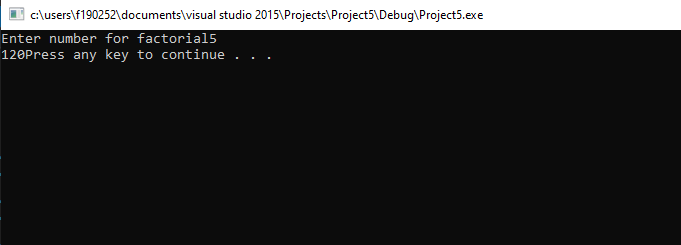 c:\users\f190252\documents\visual studio 2015\Projects\Project5\Debug\Project5.exe
Enter number for factorial5
120Press any key to continue . . .